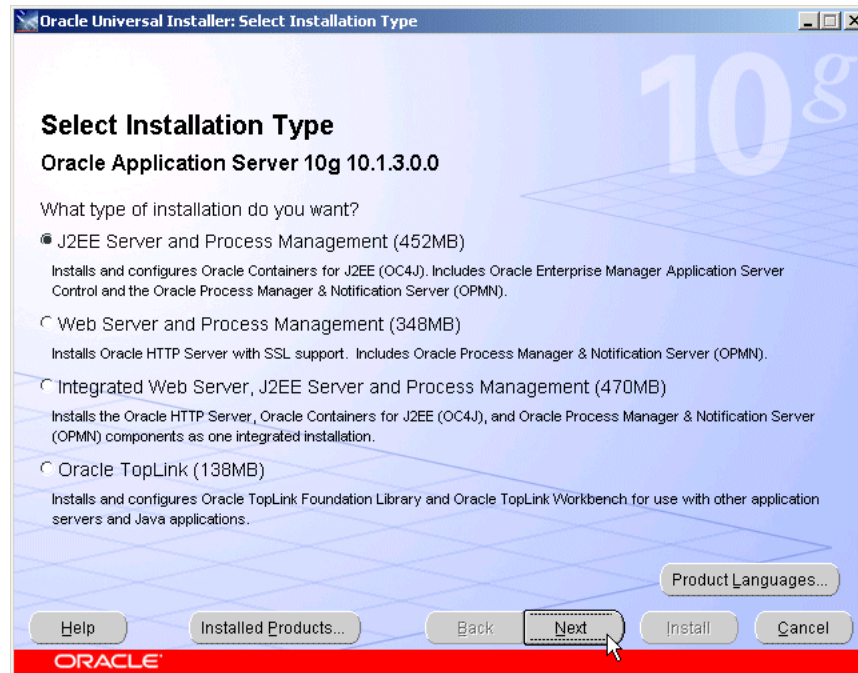 Oracle Universal Installer: Select Installation Type
10g
Select Installation Type
Oracle Application Server 10g 10.1.3.0.0
What type of installation do you want?
J2EE Server and Process Management (452MB)
Installs and configures Oracle Containers for J2EE (OC4J). Includes Oracle Enterprise Manager Application Server
Control and the Oracle Process Manager & Notification Server (OPMN).
Web Server and Process Management (348MB)
Installs Oracle HTTP Server with SSL support. Includes Oracle Process Manager & Notification Server (OPMN).
Integrated Web Server, J2EE Server and Process Management (470MB)
Installs the Oracle HTTP Server, Oracle Containers for J2EE (OC4J), and Oracle Process Manager & Notification Server
(OPMN) components as one integrated installation.
Oracle TopLink (138MB)
Installs and configures Oracle TopLink Foundation Library and Oracle TopLink Workbench for use with other application
servers and Java applications.
Product Languages...
Help Installed Products... Back Next Install Cancel
ORACLE